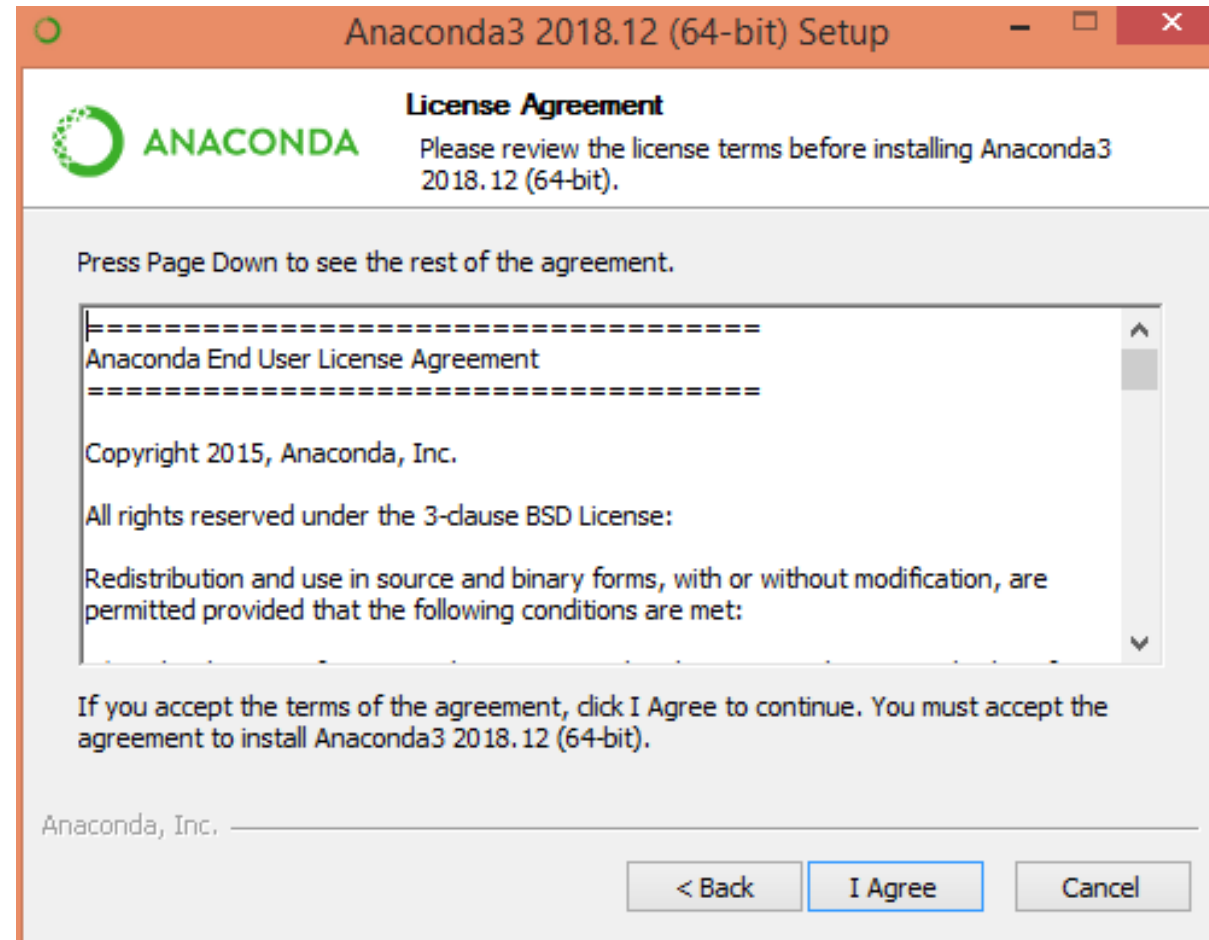 Anaconda3 2018.12 (64-bit) Setup
ANACONDA
License Agreement
Please review the license terms before installing Anaconda3
2018.12 (64-bit).
Press Page Down to see the rest of the agreement.
===================================
Anaconda End User License Agreement
===================================
Copyright 2015, Anaconda, Inc.
All rights reserved under the 3-clause BSD License:
Redistribution and use in source and binary forms, with or without modification, are
permitted provided that the following conditions are met:
If you accept the terms of the agreement, click I Agree to continue. You must accept the
agreement to install Anaconda3 2018.12 (64-bit).
Anaconda, Inc.
< Back
I Agree
Cancel